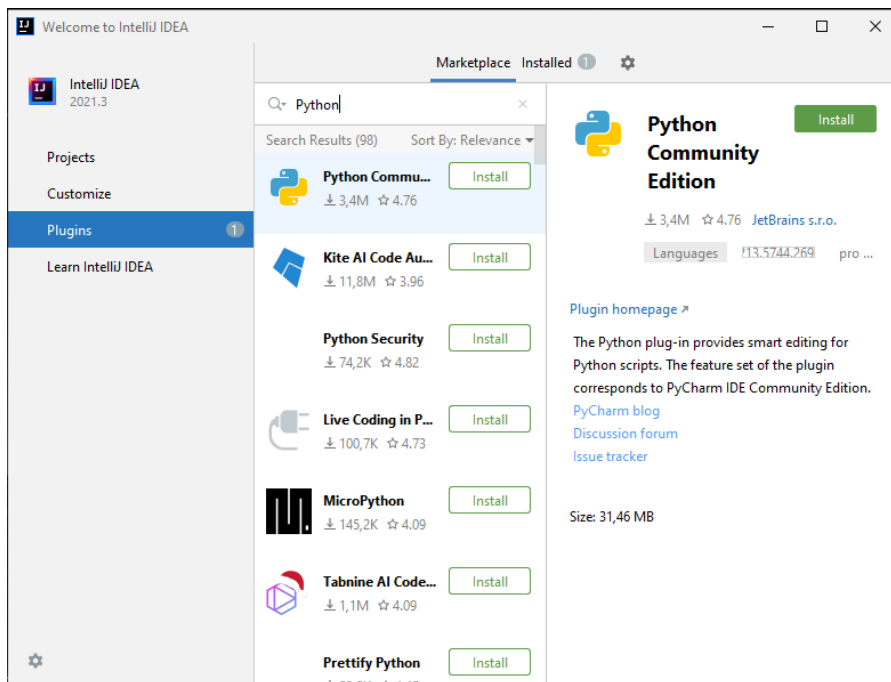 Welcome to IntelliJ IDEA
IntelliJ IDEA
2021.3
Projects
Customize
Plugins 1
Learn IntelliJ IDEA
Marketplace Installed 1
Python
Search Results (98) Sort By: Relevance
Python Commu... Install
3,4M 4.76
Kite AI Code Au... Install
11,8M 3.96
Python Security Install
74,2K 4.82
Live Coding in P... Install
100,7K 4.73
MicroPython Install
145,2K 4.09
Tabnine AI Code... Install
1,1M 4.09
Prettify Python Install
Python
Community
Edition
Install
3,4M 4.76 JetBrains s.r.o.
Languages 13.5744.269 pro ...
Plugin homepage
The Python plug-in provides smart editing for
Python scripts. The feature set of the plugin
corresponds to PyCharm IDE Community Edition.
PyCharm blog
Discussion forum
Issue tracker
Size: 31,46 MB